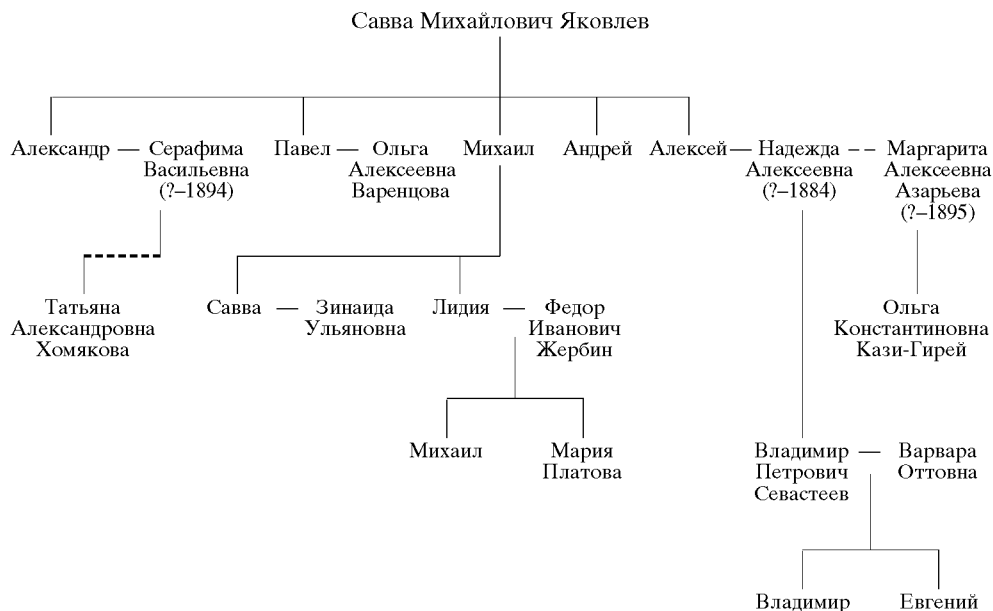 Савва Михайлович Яковлев
Александр — Серафима
Васильевна
(?–1894)
Павел — Ольга
Алексеевна
Варенцова
Михаил
Андрей
Алексей — Надежда
Алексеевна
(?–1884)
Маргарита
Алексеевна
Азарьева
(?–1895)
Татьяна
Александровна
Хомякова
Савва — Зинаида
Ульяновна
Лидия — Федор
Иванович
Жербин
Ольга
Константиновна
Кази-Гирей
Михаил
Мария
Платова
Владимир
Петрович
Севастеев
Варвара
Оттовна
Владимир
Евгений